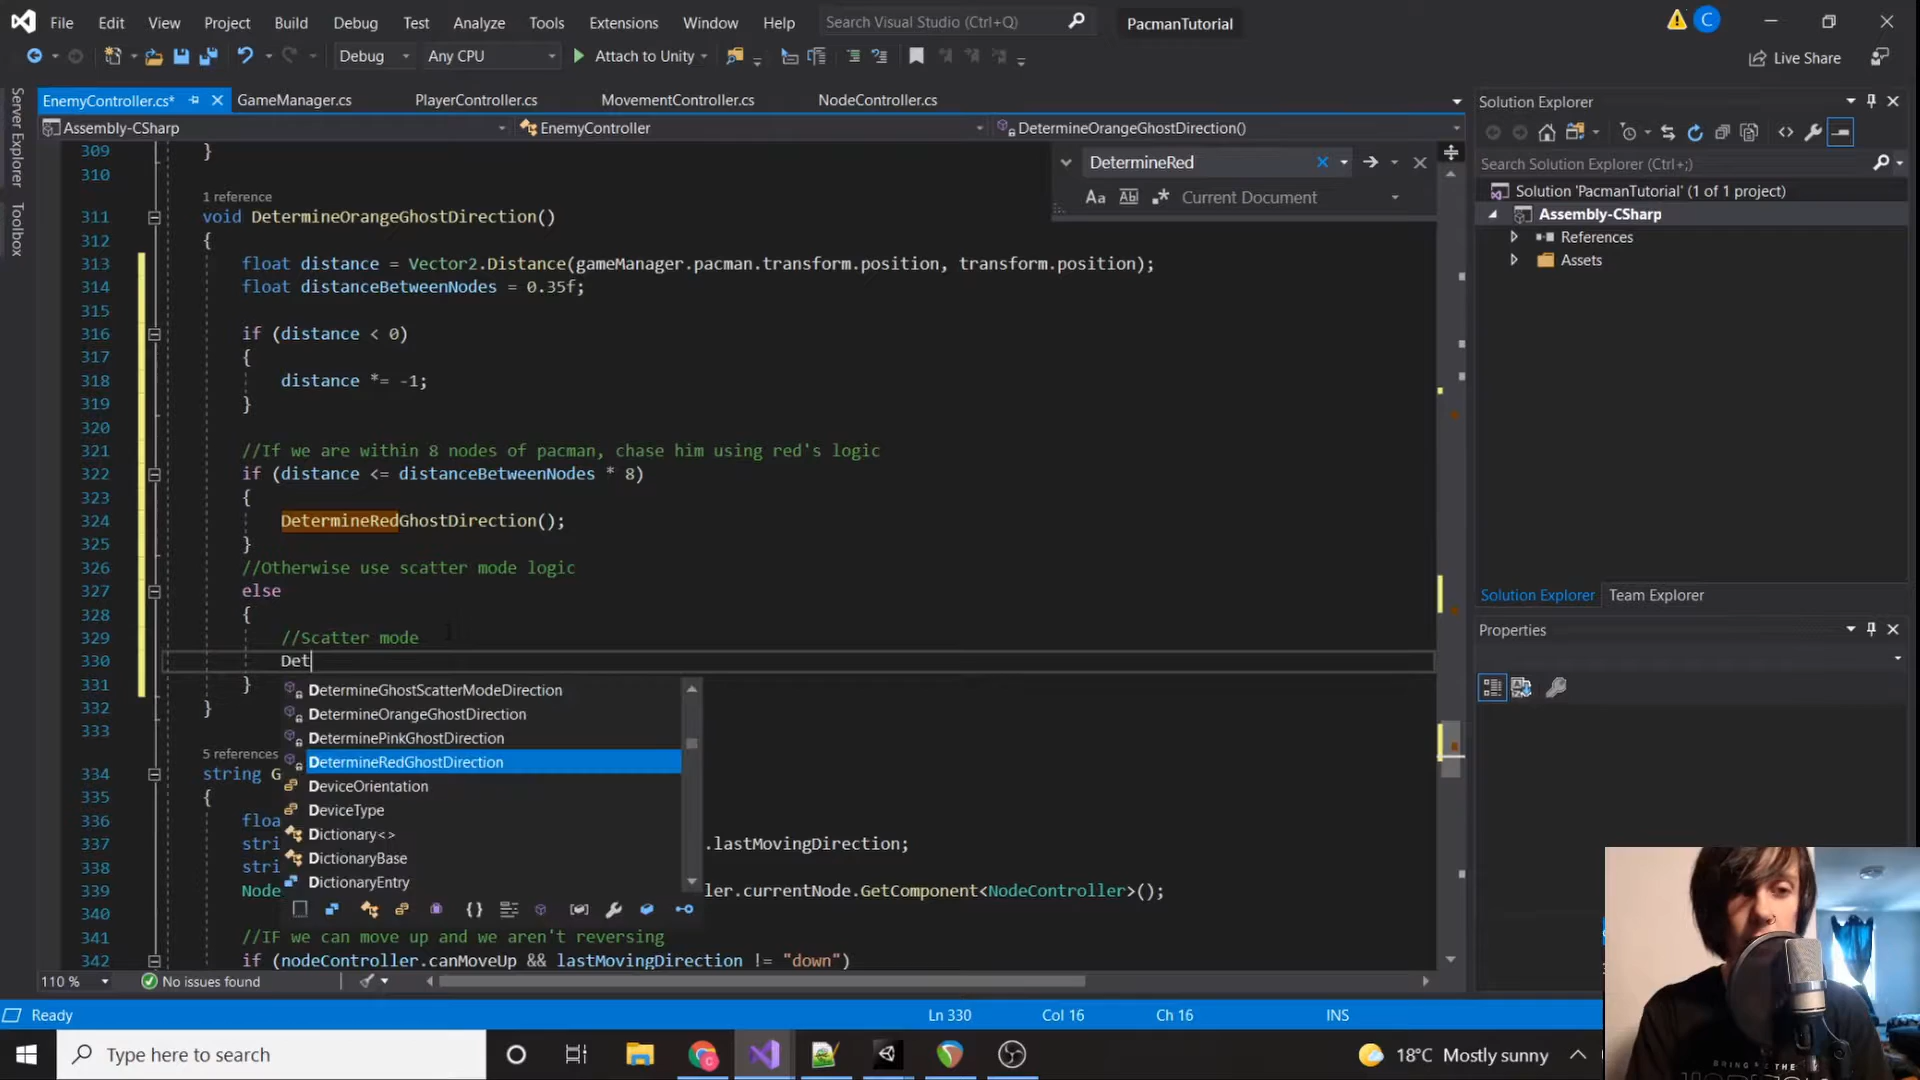 File Edit View Project Build Debug Test Analyze Tools Extensions Window Help Search Visual Studio (Ctrl+Q) PacmanTutorial C
Debug Any CPU Attach to Unity Live Share
Server Explorer
Toolbox
EnemyController.cs* GameManager.cs PlayerController.cs MovementController.cs NodeController.cs
Assembly-CSharp EnemyController DetermineOrangeGhostDirection()
DetermineRed
Aa Ab Current Document
309 }
310
1 reference
311 void DetermineOrangeGhostDirection()
312 {
313 float distance = Vector2.Distance(gameManager.pacman.transform.position, transform.position);
314 float distanceBetweenNodes = 0.35f;
315
316 if (distance < 0)
317 {
318 distance *= -1;
319 }
320
321 //If we are within 8 nodes of pacman, chase him using red's logic
322 if (distance <= distanceBetweenNodes * 8)
323 {
324 DetermineRedGhostDirection();
325 }
326 //Otherwise use scatter mode logic
327 else
328 {
329 //Scatter mode
330 Det
331 }
332 }
333
5 references
334 string G
335 {
336 floa
337 stri .lastMovingDirection;
338 stri
339 Node ler.currentNode.GetComponent<NodeController>();
340
341 //IF we can move up and we aren't reversing
342 if (nodeController.canMoveUp && lastMovingDirection != "down")
DetermineGhostScatterModeDirection
DetermineOrangeGhostDirection
DeterminePinkGhostDirection
DetermineRedGhostDirection
DeviceOrientation
DeviceType
Dictionary<>
DictionaryBase
DictionaryEntry
110 % No issues found
Ready Ln 330 Col 16 Ch 16 INS
Solution Explorer
Search Solution Explorer (Ctrl+;)
Solution 'PacmanTutorial' (1 of 1 project)
Assembly-CSharp
References
Assets
Solution Explorer Team Explorer
Properties
Type here to search 18°C Mostly sunny